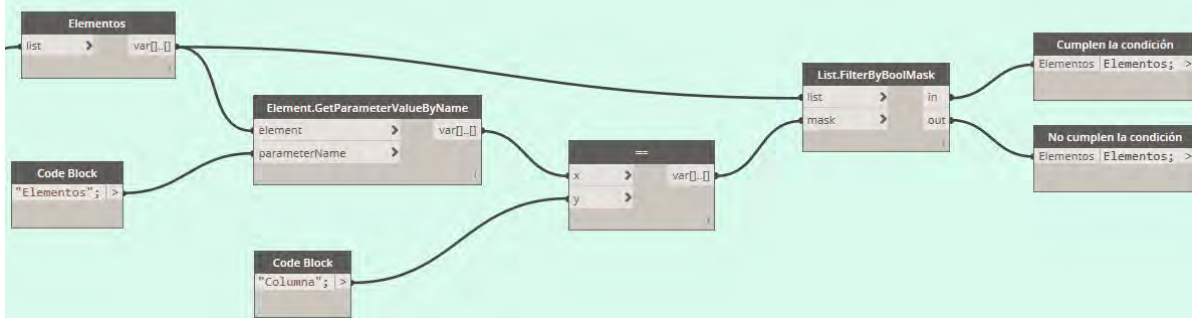 Elementos
list > var[]..[]
Element.GetParameterValueByName
element > var[]..[]
parameterName >
Code Block
"Elementos"; >
Code Block
"Columna"; >
==
x > var[]..[]
y >
List.FilterByBoolMask
list > in
mask > out
Cumplen la condición
Elementos Elementos; >
No cumplen la condición
Elementos Elementos; >